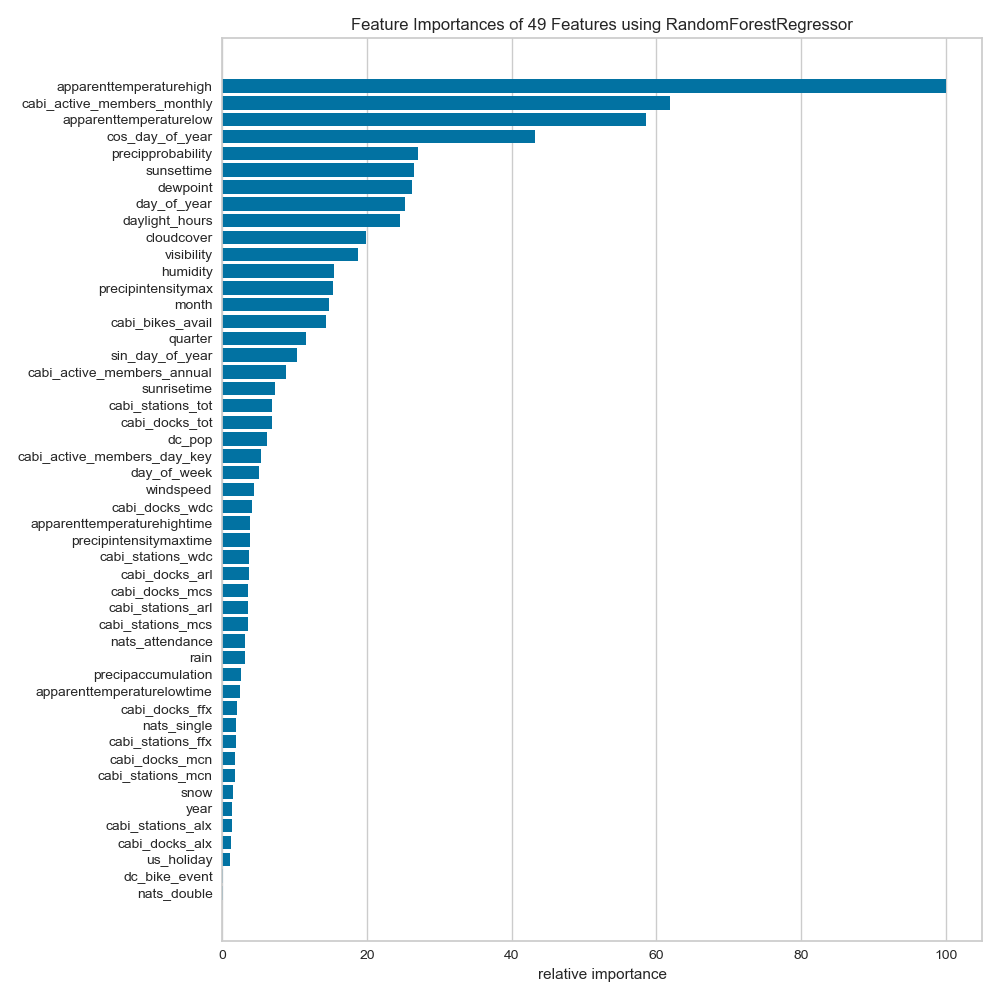 Feature Importances of 49 Features using RandomForestRegressor
apparenttemperaturehigh
cabi_active_members_monthly
apparenttemperaturelow
cos_day_of_year
precipprobability
sunsettime
dewpoint
day_of_year
daylight_hours
cloudcover
visibility
humidity
precipintensitymax
month
cabi_bikes_avail
quarter
sin_day_of_year
cabi_active_members_annual
sunrisetime
cabi_stations_tot
cabi_docks_tot
dc_pop
cabi_active_members_day_key
day_of_week
windspeed
cabi_docks_wdc
apparenttemperaturehightime
precipintensitymaxtime
cabi_stations_wdc
cabi_docks_arl
cabi_docks_mcs
cabi_stations_arl
cabi_stations_mcs
nats_attendance
rain
precipaccumulation
apparenttemperaturelowtime
cabi_docks_ffx
nats_single
cabi_stations_ffx
cabi_docks_mcn
cabi_stations_mcn
snow
year
cabi_stations_alx
cabi_docks_alx
us_holiday
dc_bike_event
nats_double
0 20 40 60 80 100
relative importance